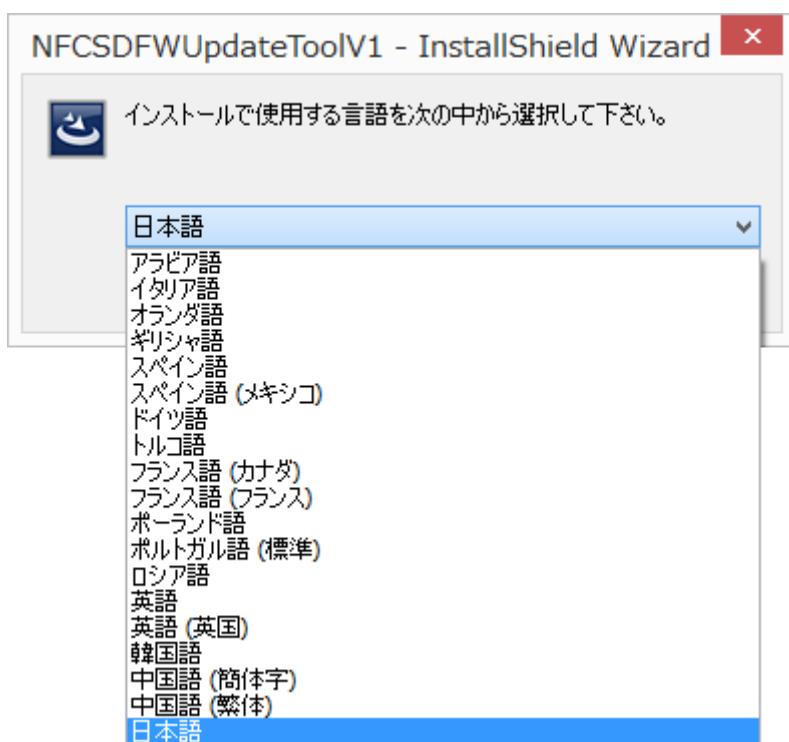 NFCSDFWUpdateToolV1 - InstallShield Wizard
インストールで使用する言語を次の中から選択して下さい。
日本語
アラビア語
イタリア語
オランダ語
ギリシャ語
スペイン語
スペイン語 (メキシコ)
ドイツ語
トルコ語
フランス語 (カナダ)
フランス語 (フランス)
ポーランド語
ポルトガル語 (標準)
ロシア語
英語
英語 (英国)
韓国語
中国語 (簡体字)
中国語 (繁体)
日本語